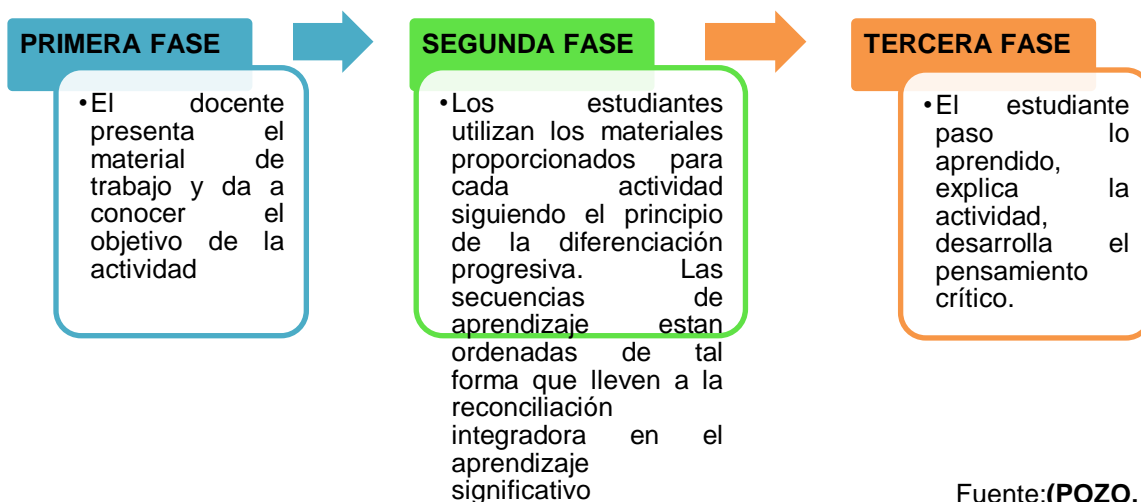 PRIMERA FASE
•El docente
presenta el
material de
trabajo y da a
conocer el
objetivo de la
actividad
SEGUNDA FASE
•Los estudiantes
utilizan los materiales
proporcionados para
cada actividad
siguiendo el principio
de la diferenciación
progresiva. Las
secuencias de
aprendizaje estan
ordenadas de tal
forma que lleven a la
reconciliación
integradora en el
aprendizaje
significativo
TERCERA FASE
•El estudiante
paso lo
aprendido,
explica la
actividad,
desarrolla el
pensamiento
crítico.
Fuente:(POZO,